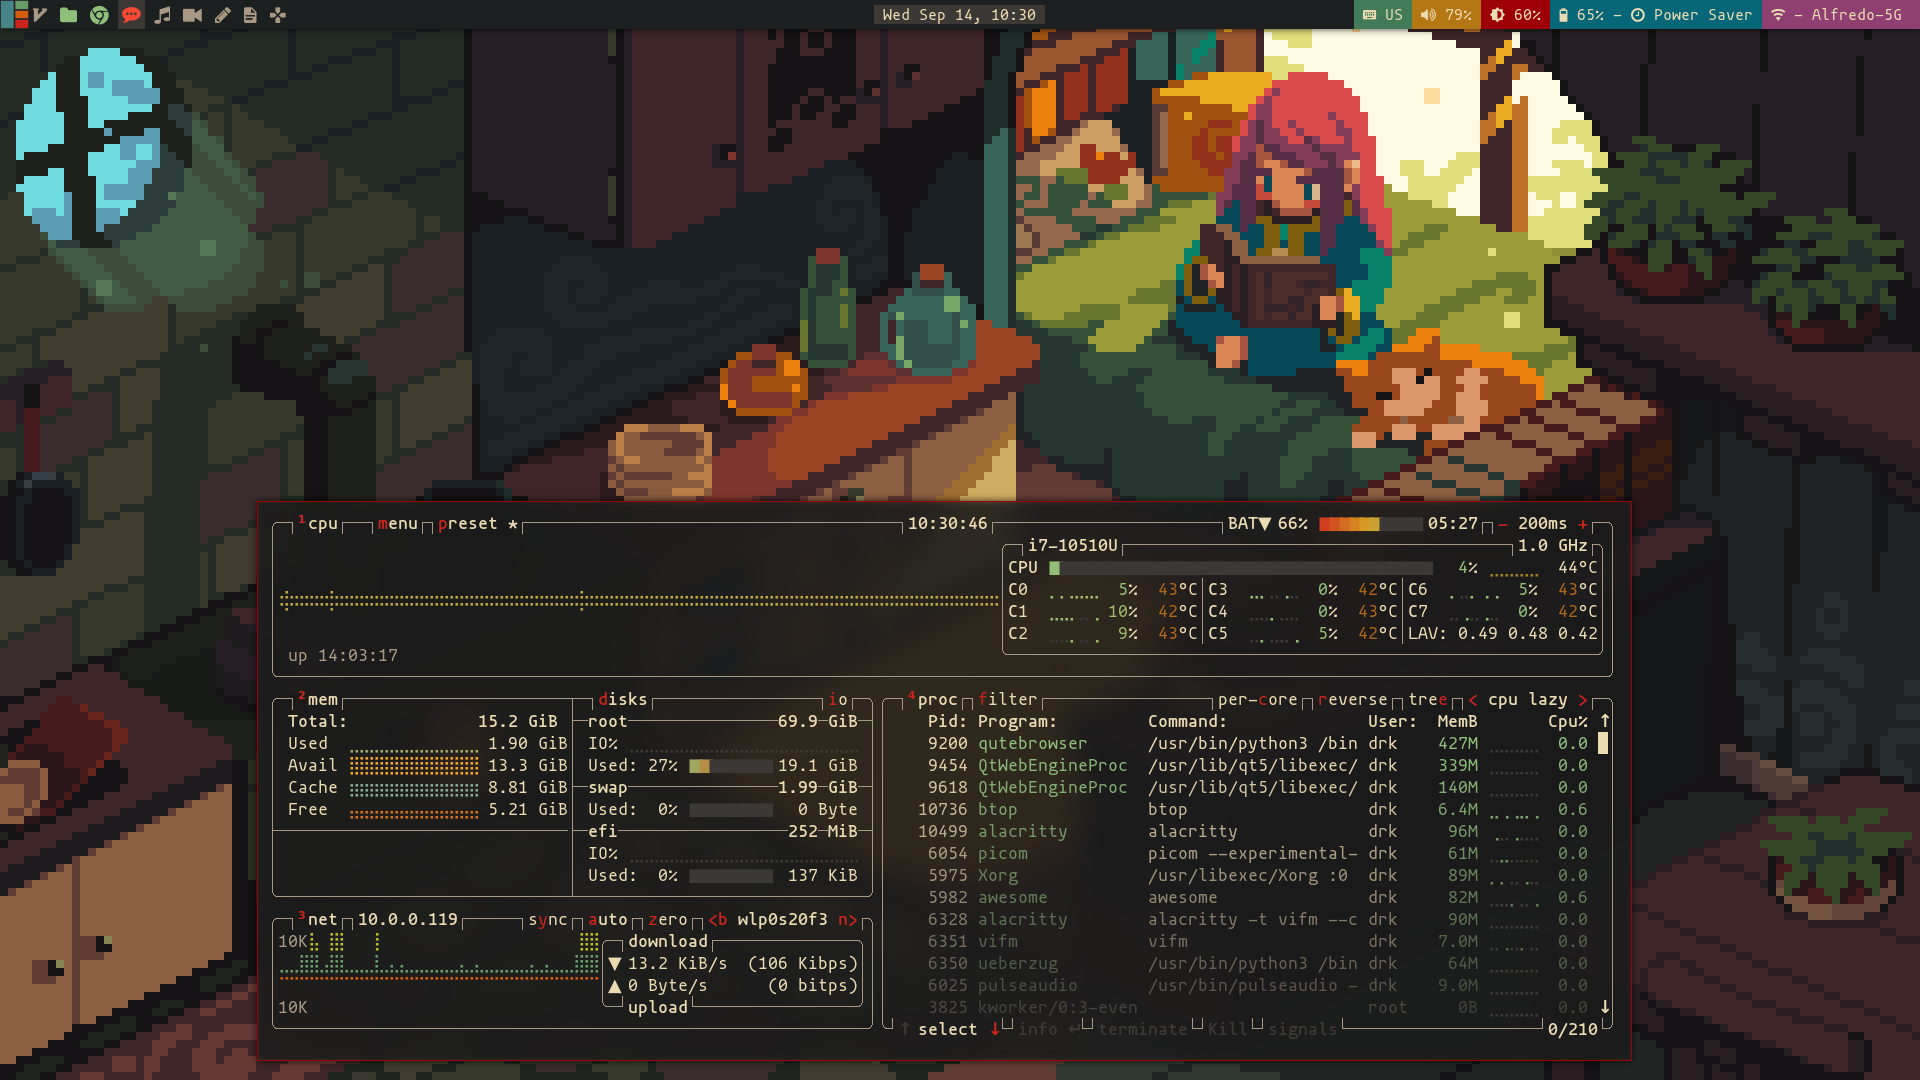 Wed Sep 14, 10:30
US 79% 60% 65% – Power Saver – Alfredo-5G
1cpu menu preset * 10:30:46 BAT▼ 66% 05:27 - 200ms +
i7-10510U 1.0 GHz
CPU 4% 44°C
C0 5% 43°C C3 0% 42°C C6 5% 43°C
C1 10% 42°C C4 0% 43°C C7 0% 42°C
C2 9% 43°C C5 5% 42°C LAV: 0.49 0.48 0.42
up 14:03:17
2mem
Total: 15.2 GiB
Used 1.90 GiB
Avail 13.3 GiB
Cache 8.81 GiB
Free 5.21 GiB
disks io
root 69.9 GiB
IO%
Used: 27% 19.1 GiB
swap 1.99 GiB
Used: 0% 0 Byte
efi 252 MiB
IO%
Used: 0% 137 KiB
3net 10.0.0.119 sync auto zero <b wlp0s20f3 n>
10K
10K
download
▼ 13.2 KiB/s (106 Kibps)
▲ 0 Byte/s (0 bitps)
upload
4proc filter per-core reverse tree < cpu lazy >
Pid: Program: Command: User: MemB Cpu% ↑
9200 qutebrowser /usr/bin/python3 /bin drk 427M 0.0
9454 QtWebEngineProc /usr/lib/qt5/libexec/ drk 339M 0.0
9618 QtWebEngineProc /usr/lib/qt5/libexec/ drk 140M 0.0
10736 btop btop drk 6.4M 0.6
10499 alacritty alacritty drk 96M 0.0
6054 picom picom --experimental- drk 61M 0.0
5975 Xorg /usr/libexec/Xorg :0 drk 89M 0.0
5982 awesome awesome drk 82M 0.6
6328 alacritty alacritty -t vifm --c drk 90M 0.0
6351 vifm vifm drk 7.0M 0.0
6350 ueberzug /usr/bin/python3 /bin drk 64M 0.0
6025 pulseaudio /usr/bin/pulseaudio - drk 9.0M 0.0
3825 kworker/0:3-even root 0B 0.0 ↓
↑ select ↓ info ↵ terminate Kill signals 0/210